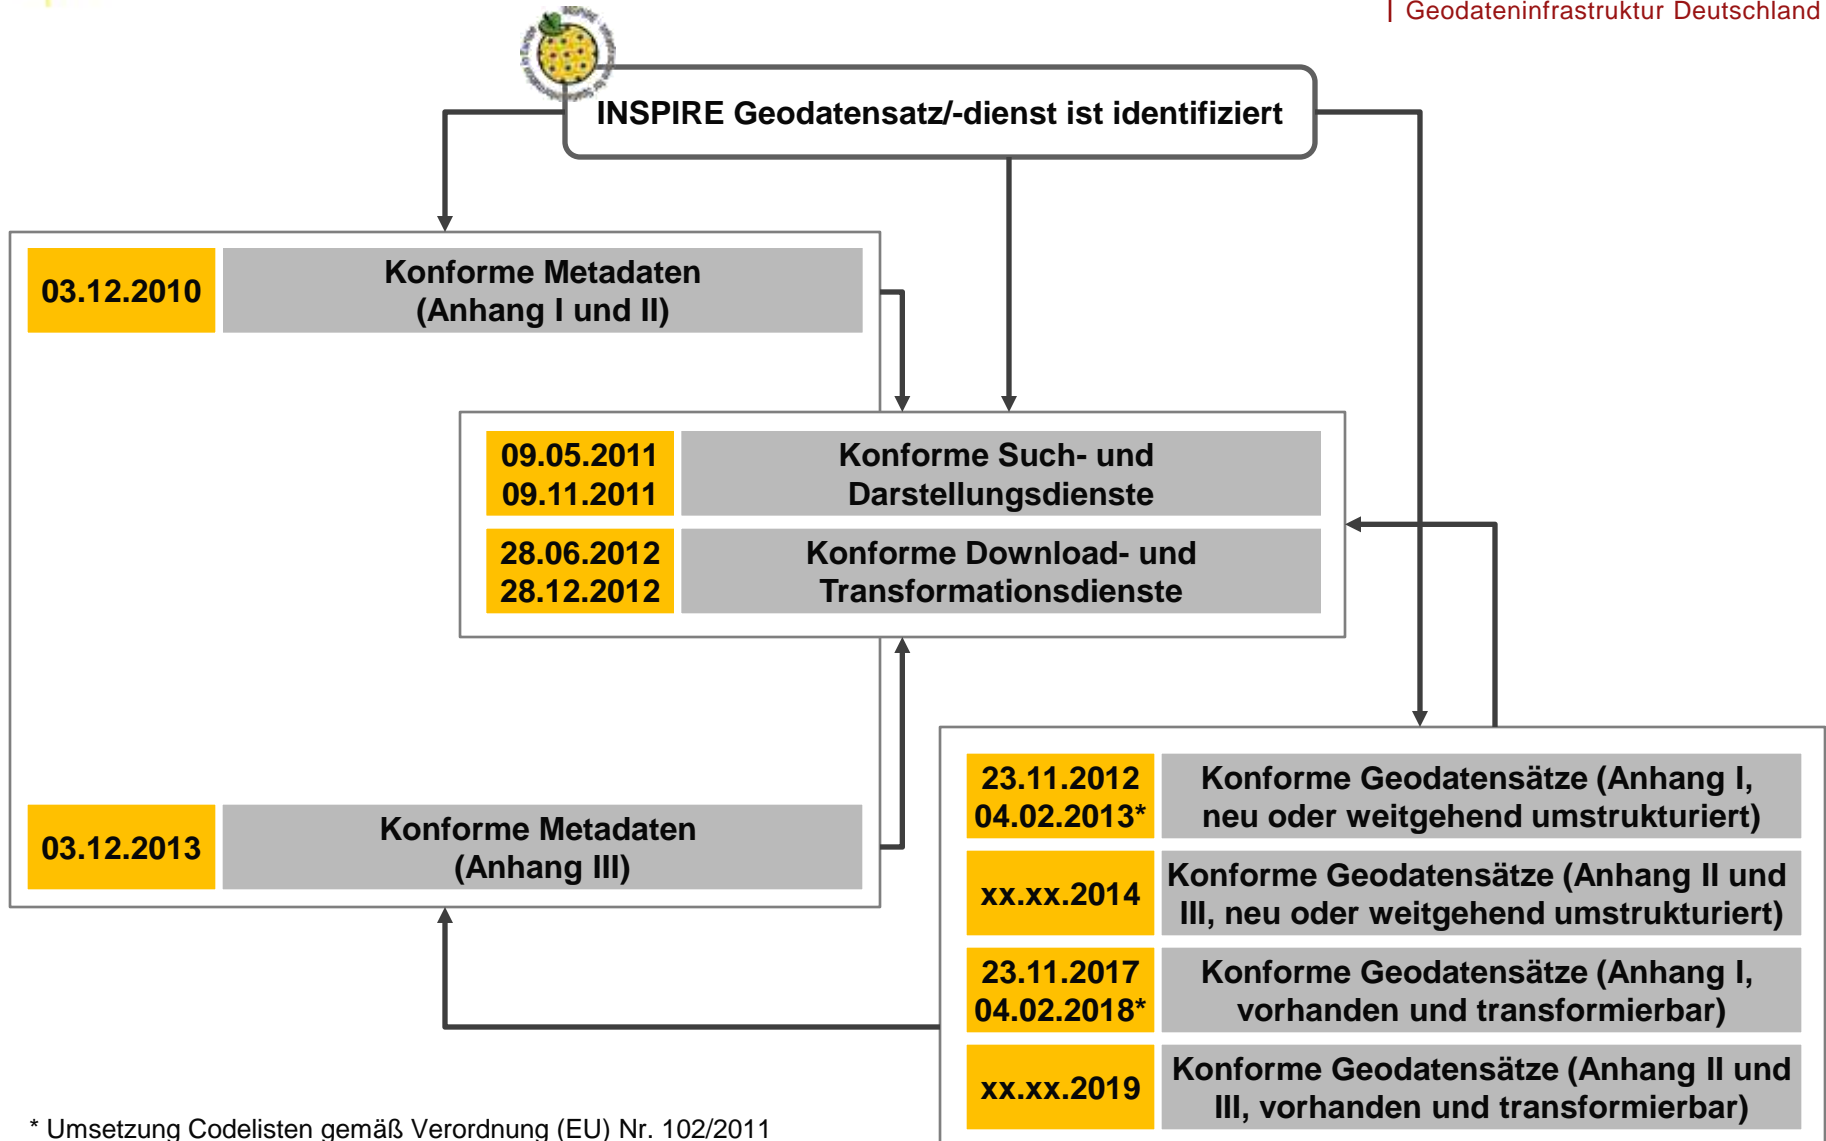 Geodateninfrastruktur Deutschland
INSPIRE Geodatensatz/-dienst ist identifiziert
03.12.2010
Konforme Metadaten
(Anhang I und II)
09.05.2011
09.11.2011
Konforme Such- und
Darstellungsdienste
28.06.2012
28.12.2012
Konforme Download- und
Transformationsdienste
03.12.2013
Konforme Metadaten
(Anhang III)
23.11.2012
04.02.2013*
Konforme Geodatensätze (Anhang I,
neu oder weitgehend umstrukturiert)
xx.xx.2014
Konforme Geodatensätze (Anhang II und
III, neu oder weitgehend umstrukturiert)
23.11.2017
04.02.2018*
Konforme Geodatensätze (Anhang I,
vorhanden und transformierbar)
xx.xx.2019
Konforme Geodatensätze (Anhang II und
III, vorhanden und transformierbar)
* Umsetzung Codelisten gemäß Verordnung (EU) Nr. 102/2011